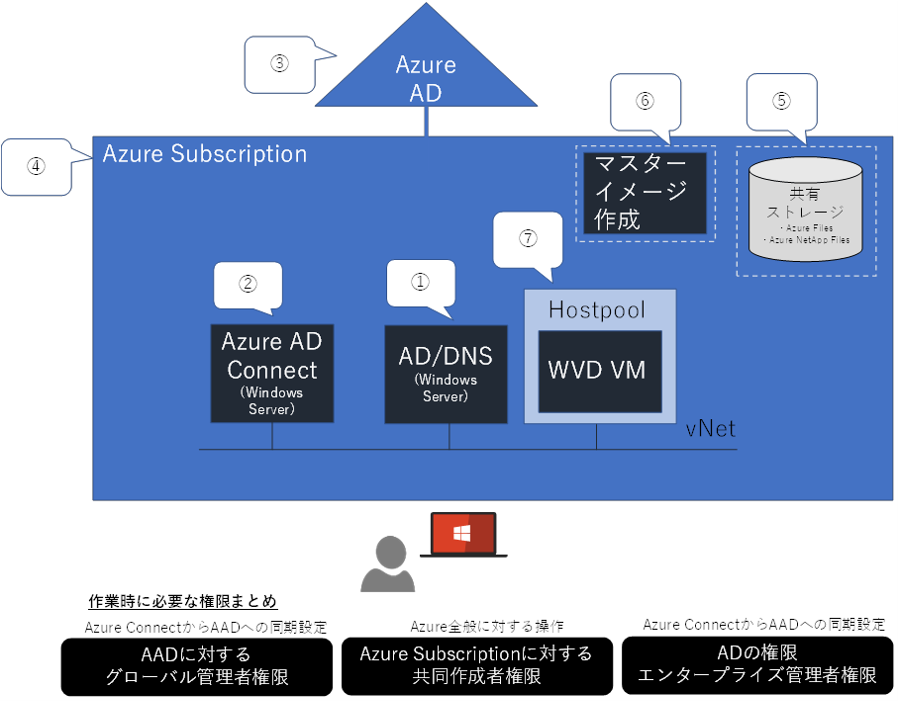 ③
Azure
AD
⑥
⑤
④
Azure Subscription
マスター
イメージ
作成
共有
ストレージ
・Azure Files
・Azure NetApp Files
⑦
②
①
Hostpool
Azure AD
Connect
(Windows
Server)
AD/DNS
(Windows
Server)
WVD VM
vNet
作業時に必要な権限まとめ
Azure ConnectからAADへの同期設定
Azure全般に対する操作
Azure ConnectからAADへの同期設定
AADに対する
グローバル管理者権限
Azure Subscriptionに対する
共同作成者権限
ADの権限
エンタープライズ管理者権限